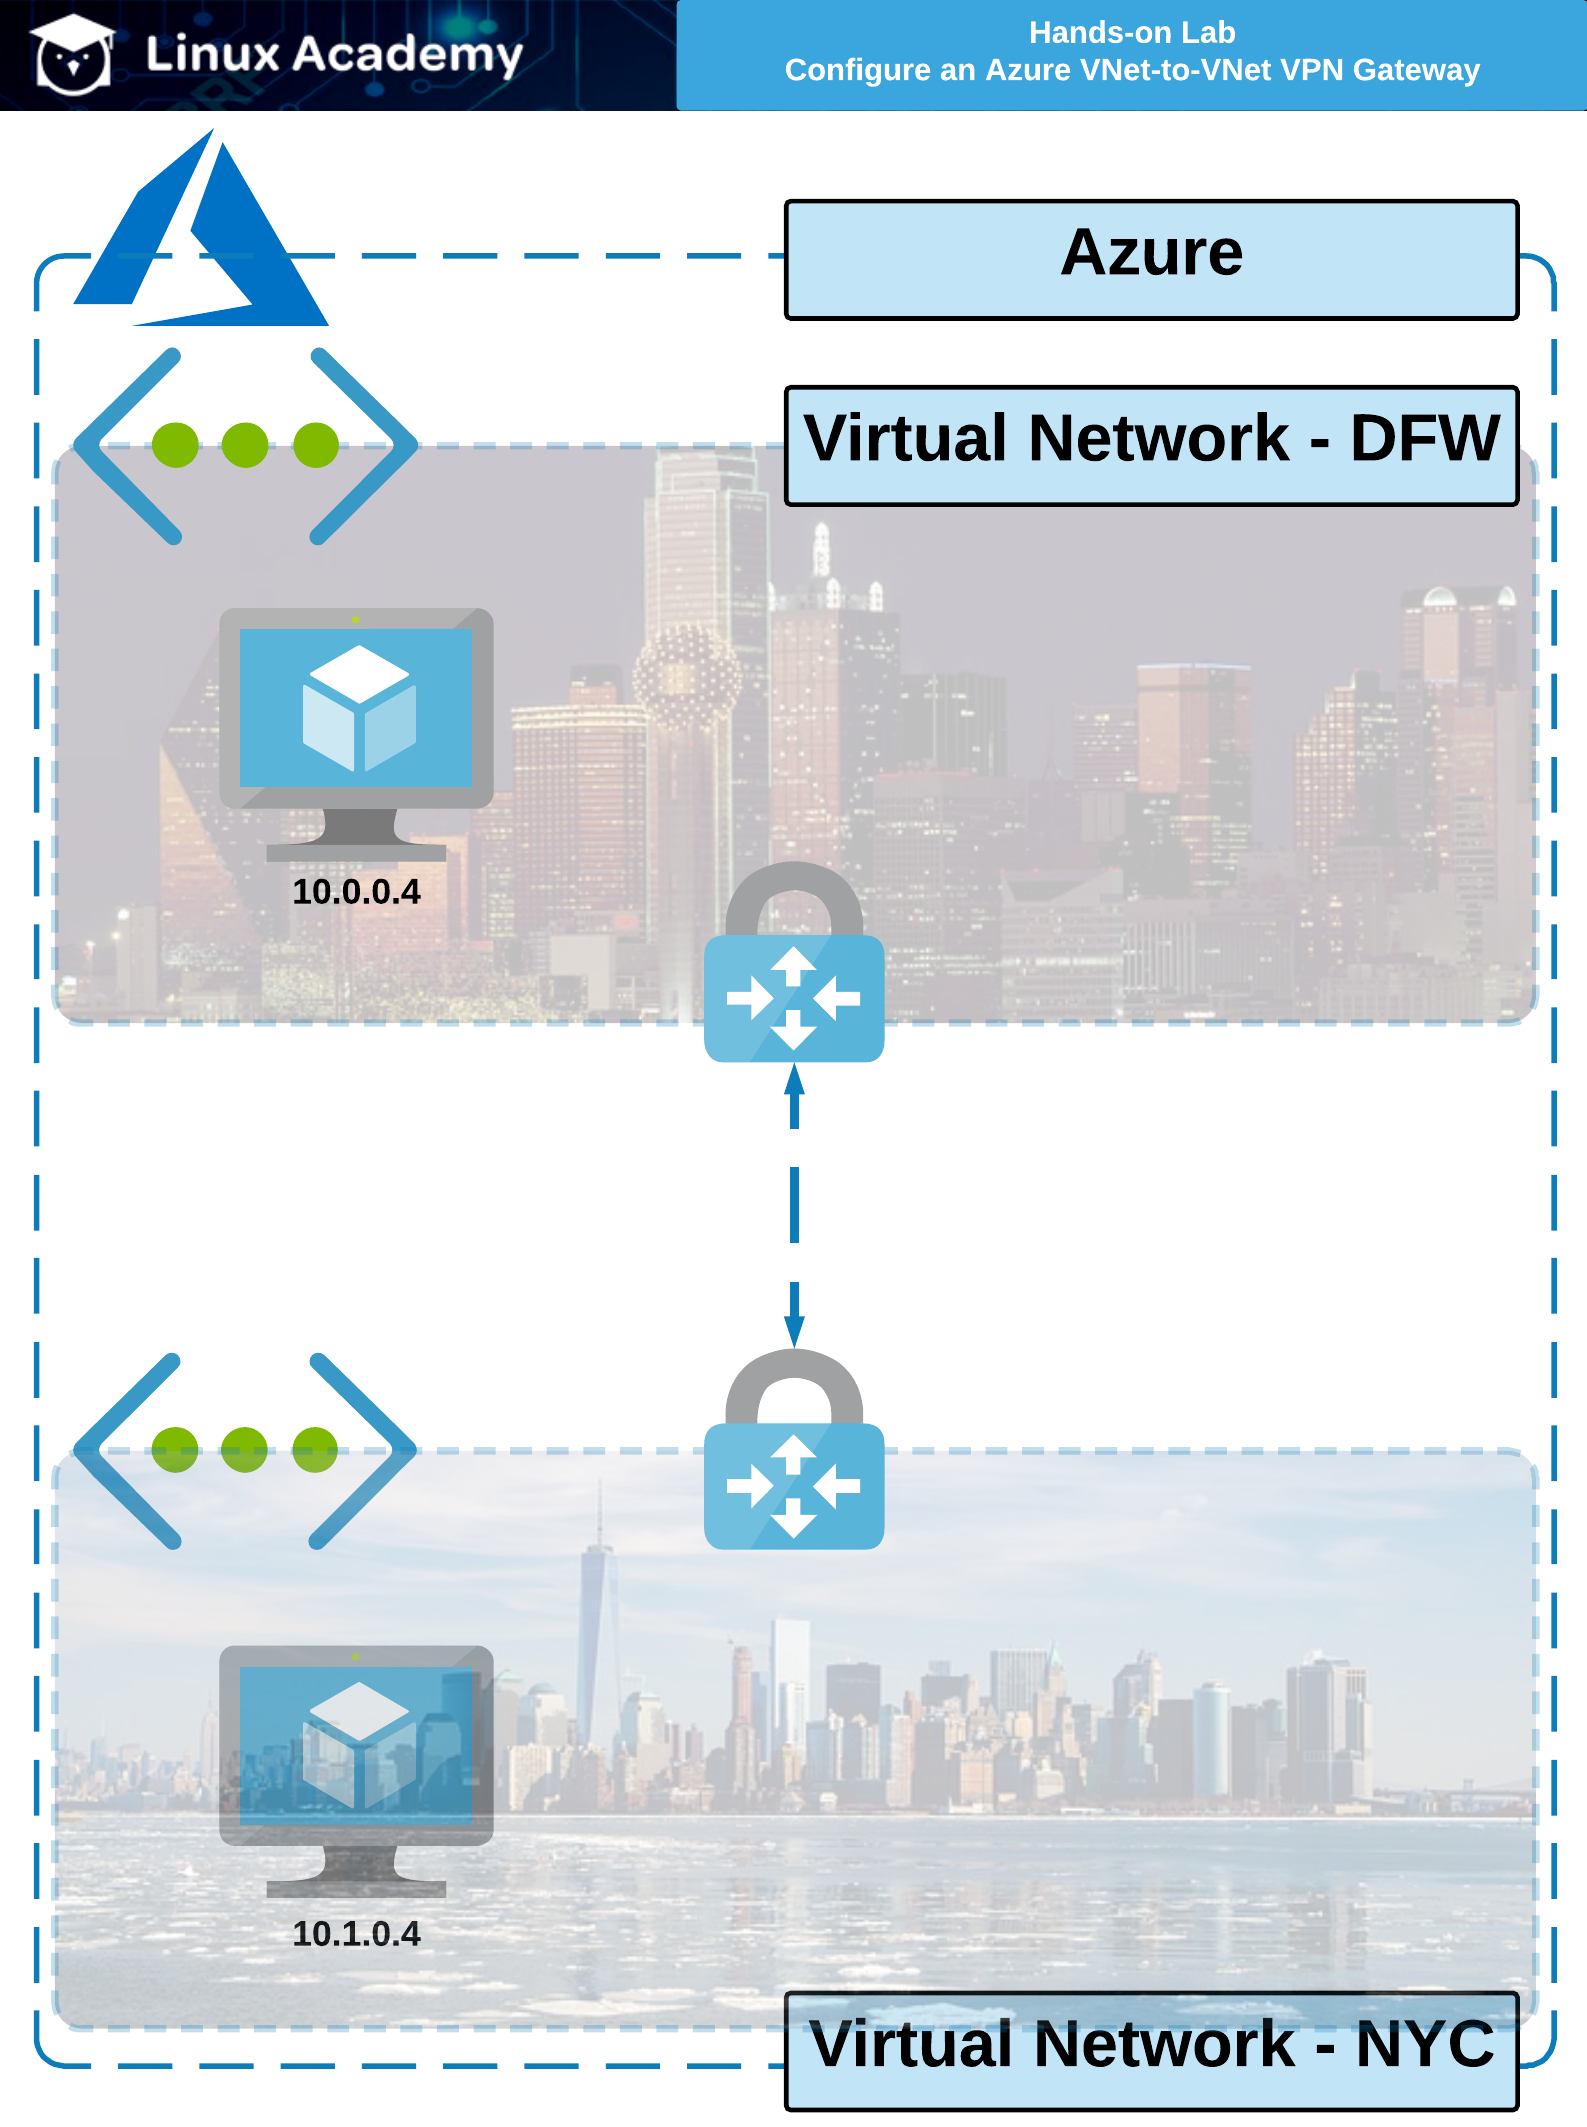 Linux Academy
Hands-on Lab
Configure an Azure VNet-to-VNet VPN Gateway
Azure
Virtual Network - DFW
10.0.0.4
10.1.0.4
Virtual Network - NYC